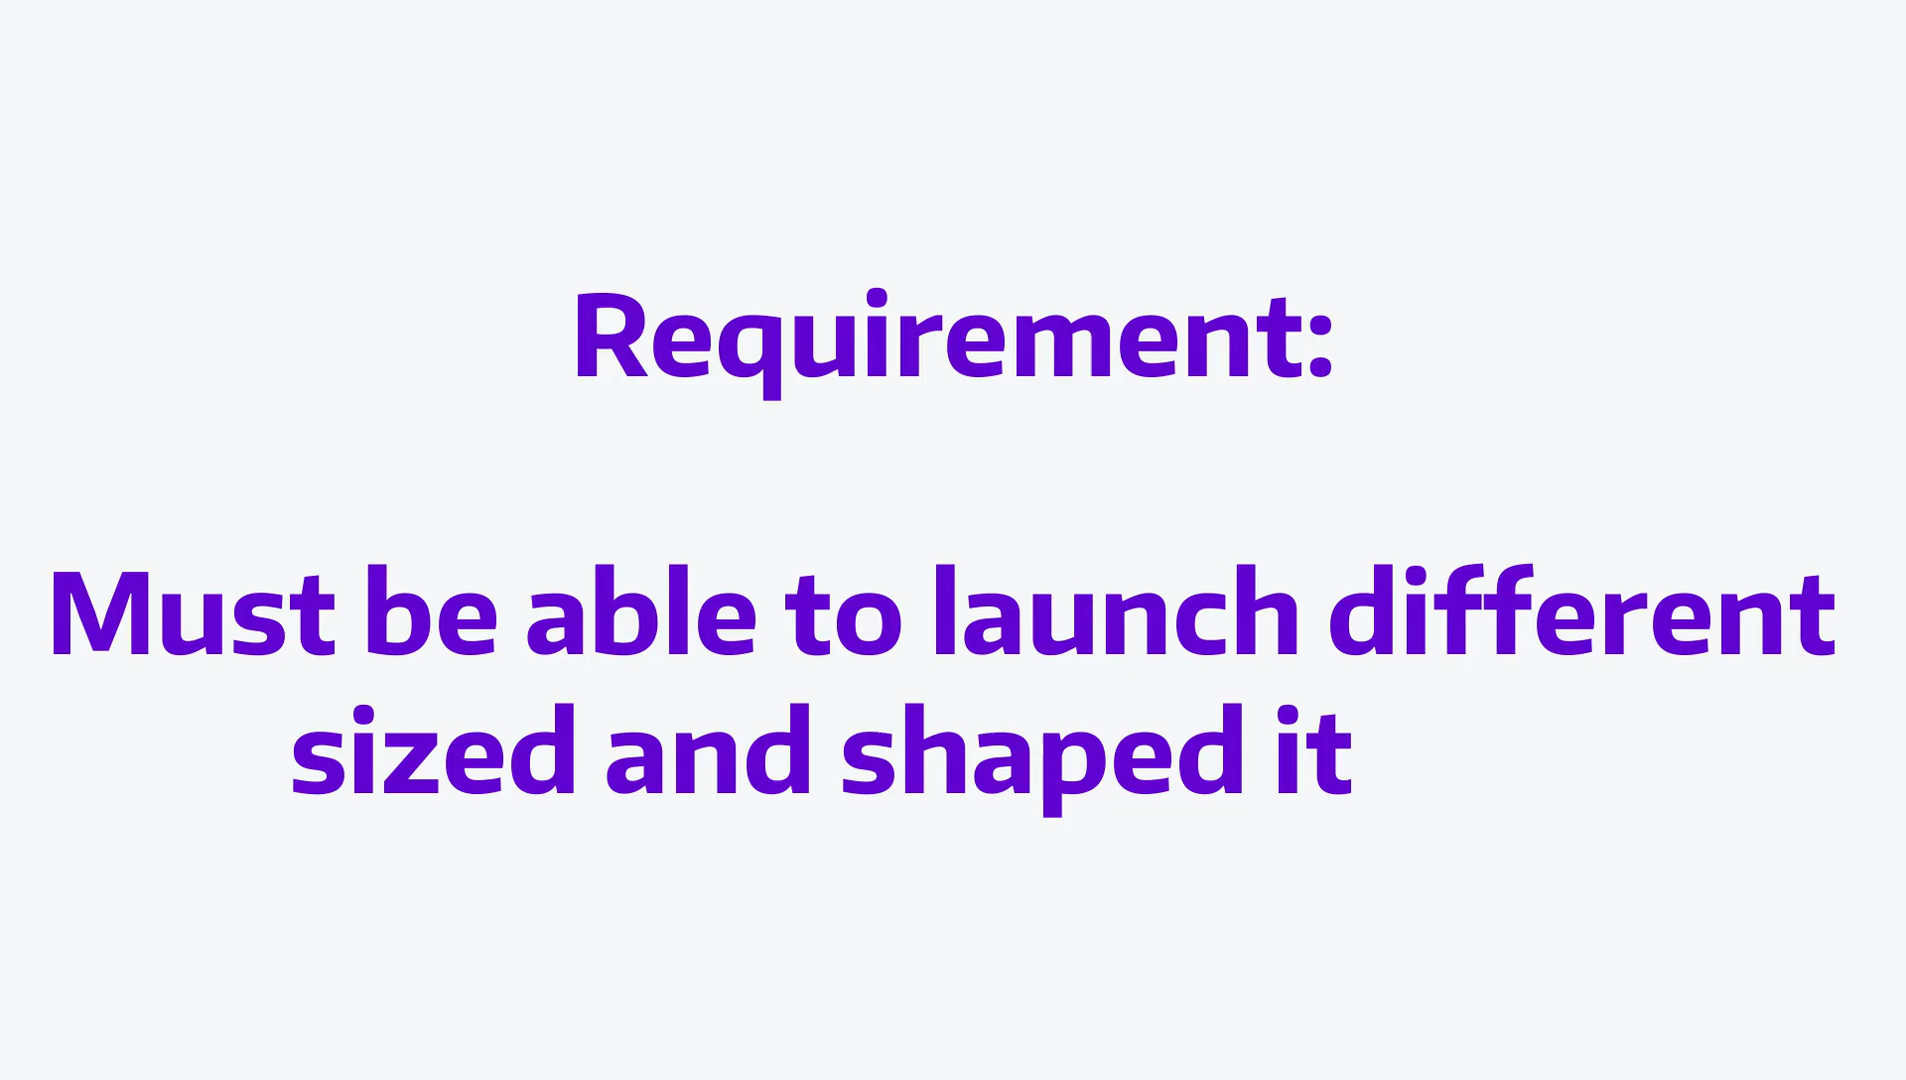 Requirement:
Must be able to launch different
sized and shaped it